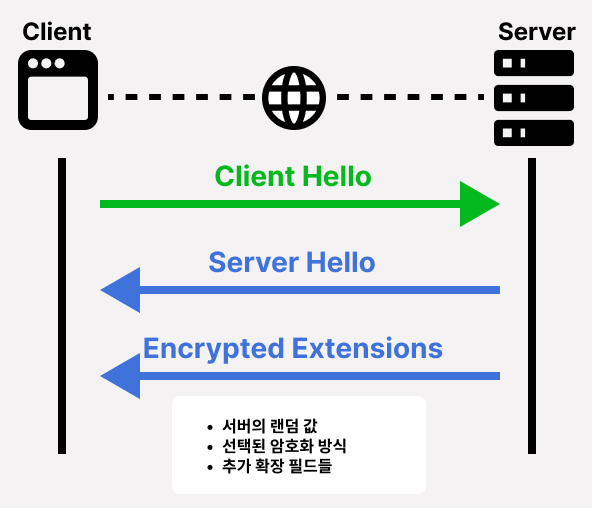 Client
Server
Client Hello
Server Hello
Encrypted Extensions
• 서버의 랜덤 값
• 선택된 암호화 방식
• 추가 확장 필드들